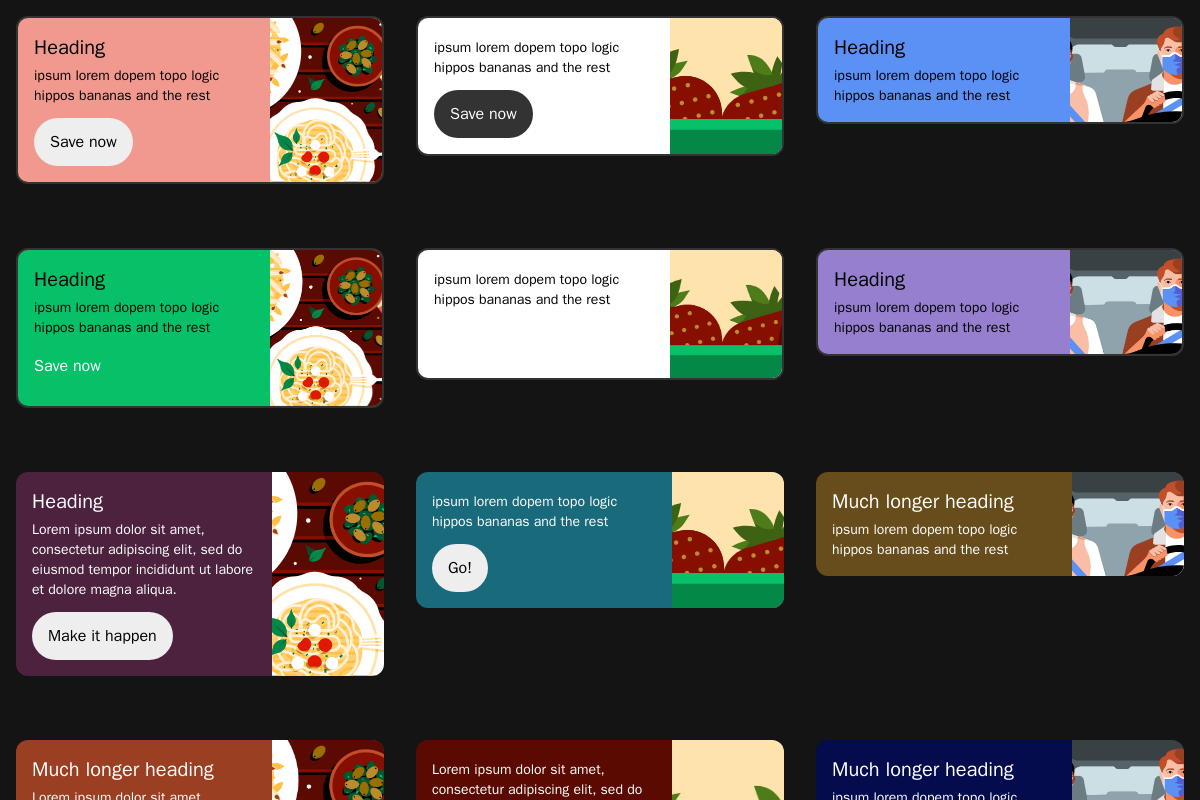 Heading
ipsum lorem dopem topo logic
hippos bananas and the rest
Save now
ipsum lorem dopem topo logic
hippos bananas and the rest
Save now
Heading
ipsum lorem dopem topo logic
hippos bananas and the rest
Heading
ipsum lorem dopem topo logic
hippos bananas and the rest
Save now
ipsum lorem dopem topo logic
hippos bananas and the rest
Heading
ipsum lorem dopem topo logic
hippos bananas and the rest
Heading
Lorem ipsum dolor sit amet,
consectetur adipiscing elit, sed do
eiusmod tempor incididunt ut labore
et dolore magna aliqua.
Make it happen
ipsum lorem dopem topo logic
hippos bananas and the rest
Go!
Much longer heading
ipsum lorem dopem topo logic
hippos bananas and the rest
Much longer heading
Lorem ipsum dolor sit amet,
Lorem ipsum dolor sit amet,
consectetur adipiscing elit, sed do
Much longer heading
ipsum lorem dopem topo logic